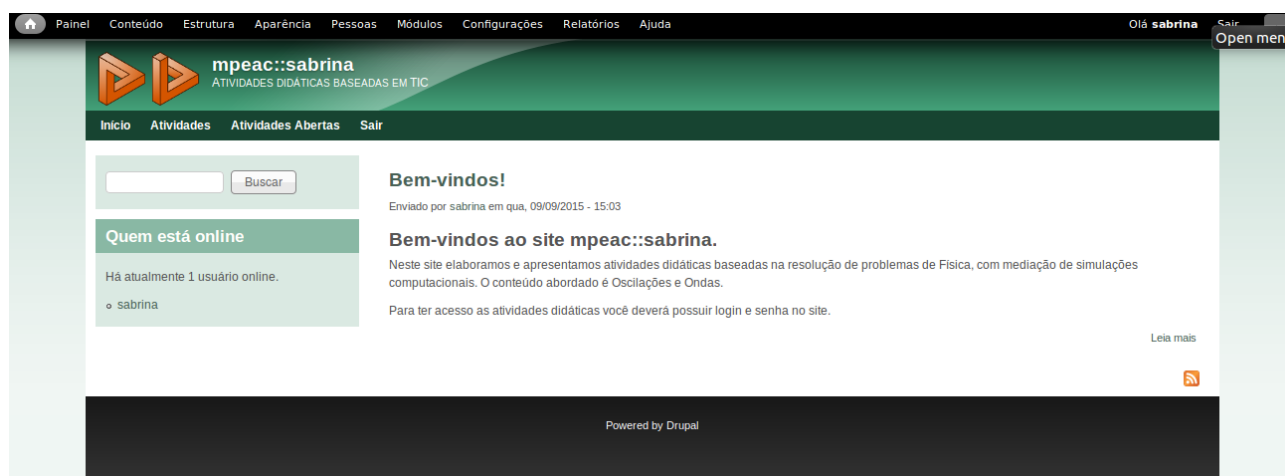 Painel Conteúdo Estrutura Aparência Pessoas Módulos Configurações Relatórios Ajuda Olá sabrina Sair
Open men
mpeac::sabrina
ATIVIDADES DIDÁTICAS BASEADAS EM TIC
Início Atividades Atividades Abertas Sair
Buscar
Quem está online
Há atualmente 1 usuário online.
sabrina
Bem-vindos!
Enviado por sabrina em qua, 09/09/2015 - 15:03
Bem-vindos ao site mpeac::sabrina.
Neste site elaboramos e apresentamos atividades didáticas baseadas na resolução de problemas de Física, com mediação de simulações
computacionais. O conteúdo abordado é Oscilações e Ondas.
Para ter acesso as atividades didáticas você deverá possuir login e senha no site.
Leia mais
Powered by Drupal